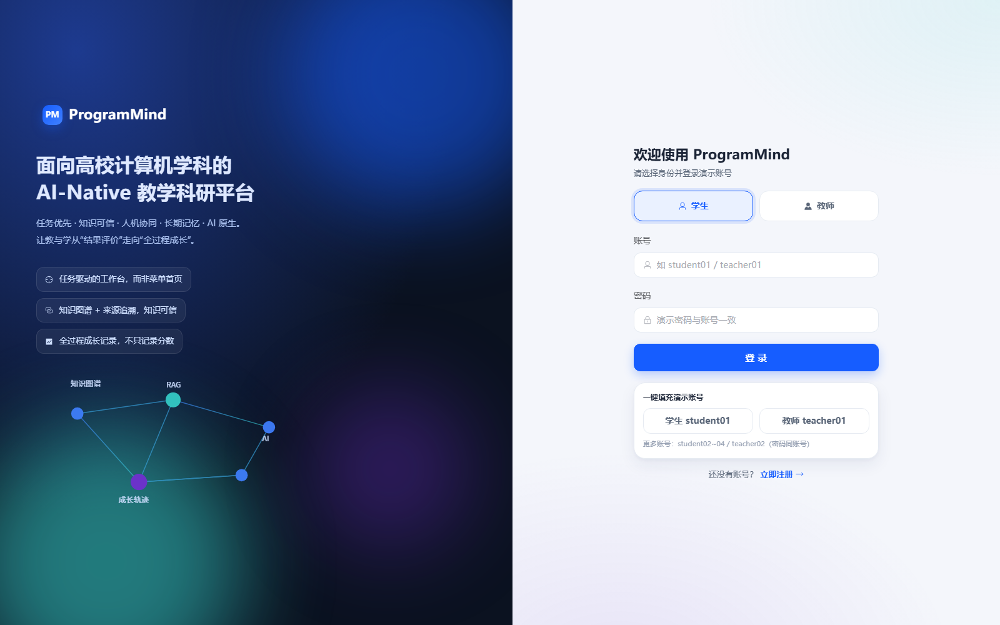 PM ProgramMind
面向高校计算机学科的
AI-Native 教学科研平台
任务优先 · 知识可信 · 人机协同 · 长期记忆 · AI 原生。
让教与学从“结果评价”走向“全过程成长”。
任务驱动的工作台，而非菜单首页
知识图谱 + 来源追溯，知识可信
全过程成长记录，不只记录分数
知识图谱
RAG
AI
成长轨迹
欢迎使用 ProgramMind
请选择身份并登录演示账号
学生
教师
账号
如 student01 / teacher01
密码
演示密码与账号一致
登 录
一键填充演示账号
学生 student01
教师 teacher01
更多账号：student02~04 / teacher02（密码同账号）
还没有账号？ 立即注册 →